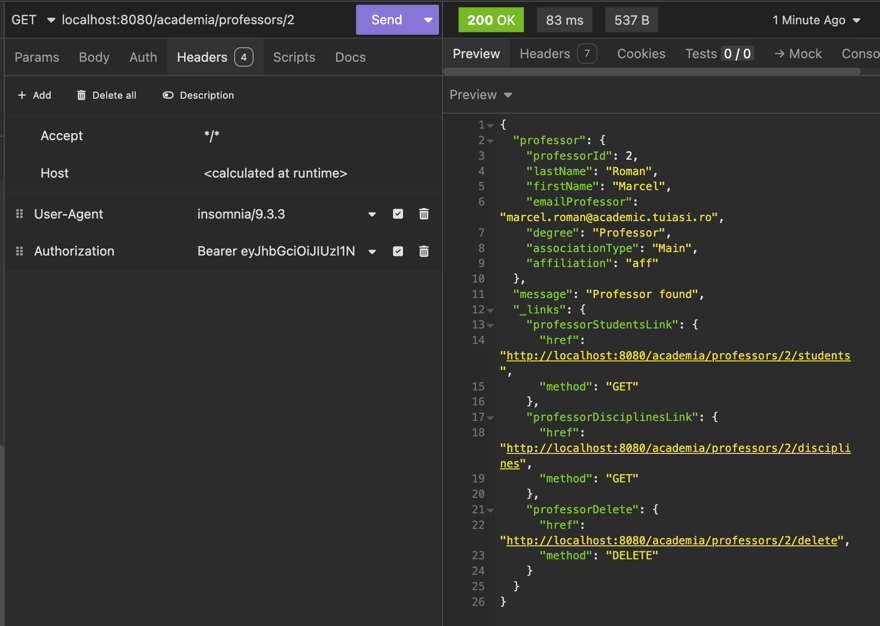 GET localhost:8080/academia/professors/2 Send
200 OK 83 ms 537 B 1 Minute Ago
Params Body Auth Headers 4 Scripts Docs
Preview Headers 7 Cookies Tests 0 / 0 → Mock Conso
+ Add Delete all Description
Accept */*
Host <calculated at runtime>
User-Agent insomnia/9.3.3
Authorization Bearer eyJhbGciOiJIUzI1N
Preview
1 {
2 "professor": {
3 "professorId": 2,
4 "lastName": "Roman",
5 "firstName": "Marcel",
6 "emailProfessor":
"marcel.roman@academic.tuiasi.ro",
7 "degree": "Professor",
8 "associationType": "Main",
9 "affiliation": "aff"
10 },
11 "message": "Professor found",
12 "_links": {
13 "professorStudentsLink": {
14 "href":
"http://localhost:8080/academia/professors/2/students
",
15 "method": "GET"
16 },
17 "professorDisciplinesLink": {
18 "href":
"http://localhost:8080/academia/professors/2/discipli
nes",
19 "method": "GET"
20 },
21 "professorDelete": {
22 "href":
"http://localhost:8080/academia/professors/2/delete",
23 "method": "DELETE"
24 }
25 }
26 }